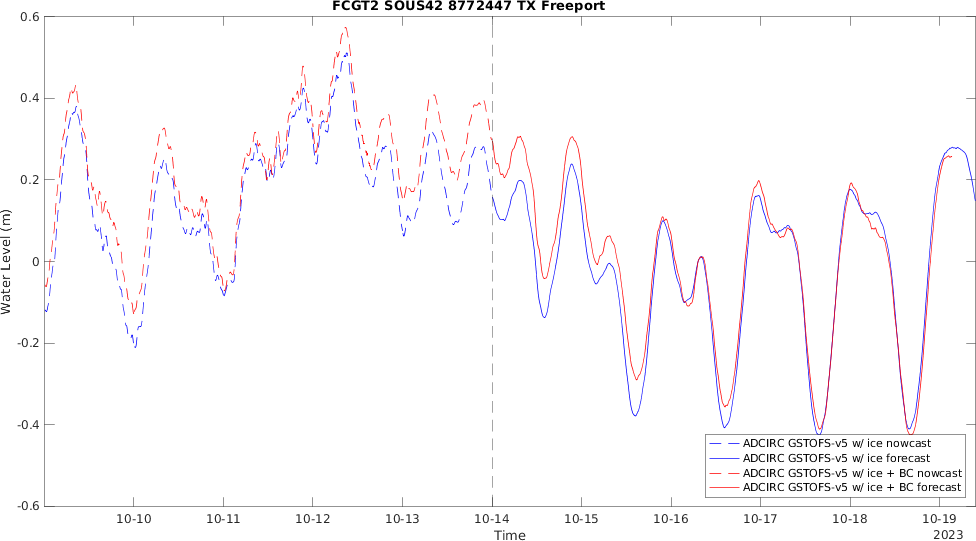 FCGT2 SOUS42 8772447 TX Freeport
0.6
0.4
0.2
0
-0.2
-0.4
-0.6
Water Level (m)
ADCIRC GSTOFS-v5 w/ ice nowcast
ADCIRC GSTOFS-v5 w/ ice forecast
ADCIRC GSTOFS-v5 w/ ice + BC nowcast
ADCIRC GSTOFS-v5 w/ ice + BC forecast
10-10 10-11 10-12 10-13 10-14 10-15 10-16 10-17 10-18 10-19
Time
2023